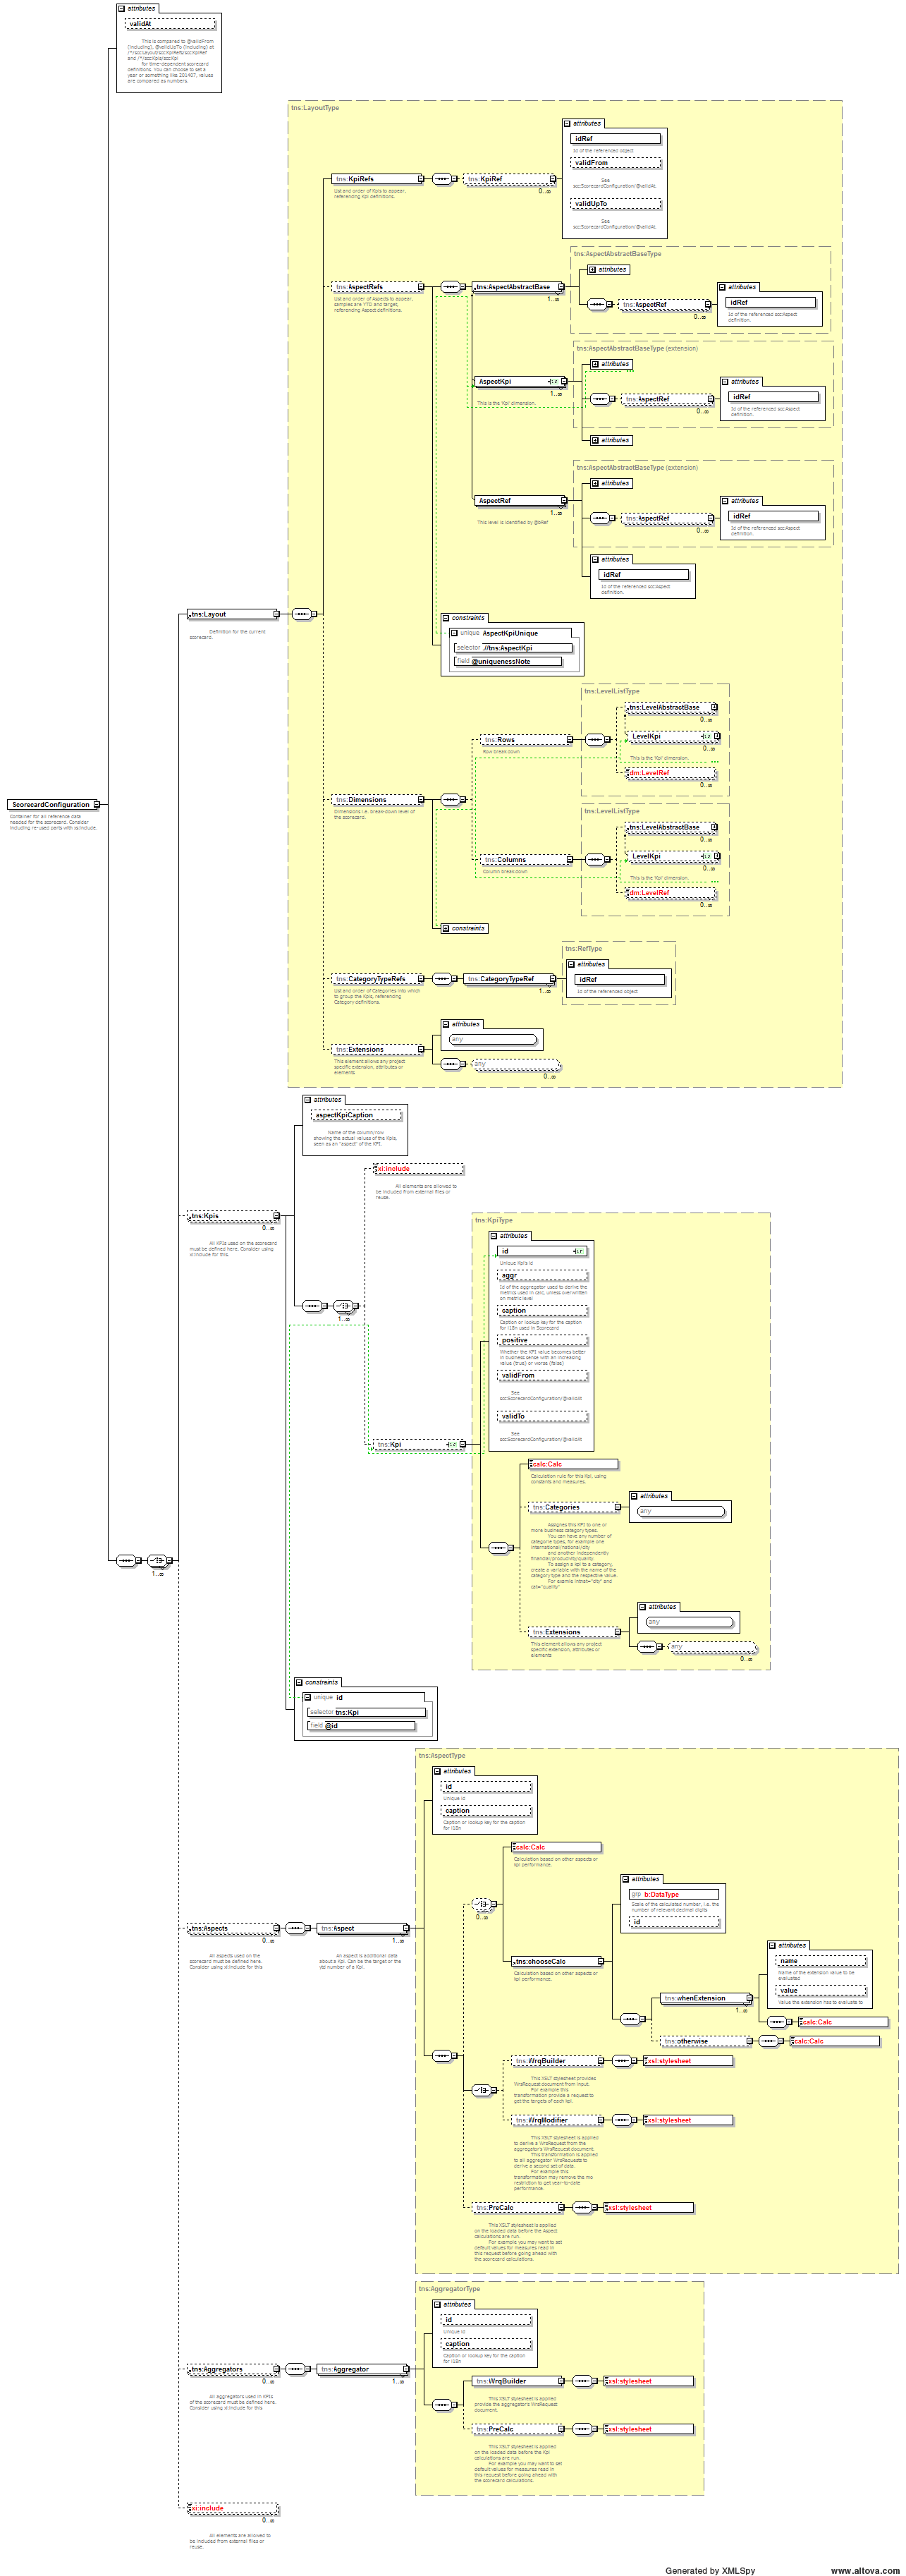 attributes
validAt
This is compared to @validFrom
(including), @validUpTo (including) at
/*/scc:Layout/scc:KpiRefs/scc:KpiRef
and /*/scc:Kpis/scc:Kpi
for time-dependent scorecard
definitions. You can choose to set a
year or something like 201407, values
are compared as numbers.
tns:LayoutType
attributes
idRef
Id of the referenced object
validFrom
See
scc:ScorecardConfiguration/@validAt.
validUpTo
See
scc:ScorecardConfiguration/@validAt.
tns:KpiRefs
List and order of Kpis to appear,
referencing Kpi definitions.
tns:KpiRef
0..∞
tns:AspectAbstractBaseType
attributes
tns:AspectRefs
List and order of Aspects to appear,
samples are YTD and target,
referencing Aspect definitions.
tns:AspectAbstractBase
1..∞
tns:AspectRef
0..∞
attributes
idRef
Id of the referenced scc:Aspect
definition.
tns:AspectAbstractBaseType (extension)
attributes
AspectKpi
1..∞
This is the 'Kpi' dimension.
tns:AspectRef
0..∞
attributes
idRef
Id of the referenced scc:Aspect
definition.
attributes
tns:AspectAbstractBaseType (extension)
attributes
AspectRef
1..∞
This level is identified by @bRef
tns:AspectRef
0..∞
attributes
idRef
Id of the referenced scc:Aspect
definition.
attributes
idRef
Id of the referenced scc:Aspect
definition.
tns:Layout
Definition for the current
scorecard.
constraints
unique AspectKpiUnique
selector .//tns:AspectKpi
field @uniquenessNote
tns:LevelListType
tns:LevelAbstractBase
0..∞
tns:Rows
Row break down
LevelKpi
0..∞
This is the 'Kpi' dimension.
dm:LevelRef
0..∞
ScorecardConfiguration
Container for all reference data
needed for the scorecard. Consider
including re-used parts with xi:include.
tns:Dimensions
Dimensions i.e. break-down level of
the scorecard.
tns:LevelListType
tns:LevelAbstractBase
0..∞
tns:Columns
Column break down
LevelKpi
0..∞
This is the 'Kpi' dimension.
dm:LevelRef
0..∞
constraints
tns:RefType
attributes
tns:CategoryTypeRefs
List and order of Categories into which
to group the Kpis, referencing
Category definitions.
tns:CategoryTypeRef
1..∞
idRef
Id of the referenced object
attributes
any
tns:Extensions
This element allows any project
specific extension, attributes or
elements
any
0..∞
attributes
aspectKpiCaption
Name of the column/row
showing the actual values of the Kpis,
seen as an "aspect" of the KPI.
xi:include
All elements are allowed to
be included from external files or
reuse.
tns:Kpis
0..∞
All KPIs used on the scorecard
must be defined here. Consider using
xi:include for this
1..∞
tns:KpiType
attributes
id
Unique Kpi's id
aggr
Id of the aggregator used to derive the
metrics used in calc, unless overwritten
on metric level
caption
Caption or lookup key for the caption
for i18n used in Scorecard
positive
Whether the KPI value becomes better
in business sense with an increasing
value (true) or worse (false)
validFrom
See
scc:ScorecardConfiguration/@validAt
validTo
See
scc:ScorecardConfiguration/@validAt
tns:Kpi
calc:Calc
Calculation rule for this Kpi, using
constants and measures.
attributes
any
tns:Categories
Assignes this KPI to one or
more business category types.
You can have any number of
categorie types, for example one
international/national/city
and another independently
financial/productivity/quality
To assign a kpi to a category,
create a variable with the name of the
category type and the respective value.
For examle intnat="city" and
cat="quality"
attributes
any
tns:Extensions
This element allows any project
specific extension, attributes or
elements
any
0..∞
1..∞
constraints
unique id
selector tns:Kpi
field @id
tns:AspectType
attributes
id
Unique Id
caption
Caption or lookup key for the caption
for i18n
calc:Calc
Calculation based on other aspects or
kpi performance.
0..∞
attributes
grp b:DataType
Scale of the calculated number, i.e. the
number of relevant decimal digits
id
tns:Aspects
0..∞
All aspects used on the
scorecard must be defined here.
Consider using xi:include for this
tns:Aspect
1..∞
An aspect is additional data
about a Kpi. Can be the target or the
ytd number of a Kpi.
tns:chooseCalc
Calculation based on other aspects or
kpi performance.
attributes
name
Name of the extension value to be
evaluated
value
Value the extension has to evaluate to
tns:whenExtension
1..∞
calc:Calc
tns:otherwise
calc:Calc
tns:WrqBuilder
xsl:stylesheet
This XSLT stylesheet provides
WrsRequest document from input.
For example this
transformation provide a request to
get the targets of each kpi.
tns:WrqModifier
xsl:stylesheet
This XSLT stylesheet is applied
to derive a WrsRequest from the
aggregator's WrsRequest document.
This transformation is applied
to all aggregator WrsRequests to
derive a second set of data.
For example this
transformation may remove the mo
restriction to get year-to-date
performance.
tns:PreCalc
xsl:stylesheet
This XSLT stylesheet is applied
on the loaded data before the Aspect
calculations are run.
For example you may want to set
default values for measures read in
this request before going ahead with
the scorecard calculations.
tns:AggregatorType
attributes
id
Unique Id
caption
Caption or lookup key for the caption
for i18n
tns:Aggregators
0..∞
All aggregators used in KPIs
of the scorecard must be defined here.
Consider using xi:include for this
tns:Aggregator
1..∞
tns:WrqBuilder
xsl:stylesheet
This XSLT stylesheet is applied
provide the aggregator's WrsRequest
document.
tns:PreCalc
xsl:stylesheet
This XSLT stylesheet is applied
on the loaded data before the Kpi
calculations are run.
For example you may want to set
default values for measures read in
this request before going ahead with
the scorecard calculations.
xi:include
0..∞
All elements are allowed to
be included from external files or
reuse.
Generated by XMLSpy
www.altova.com